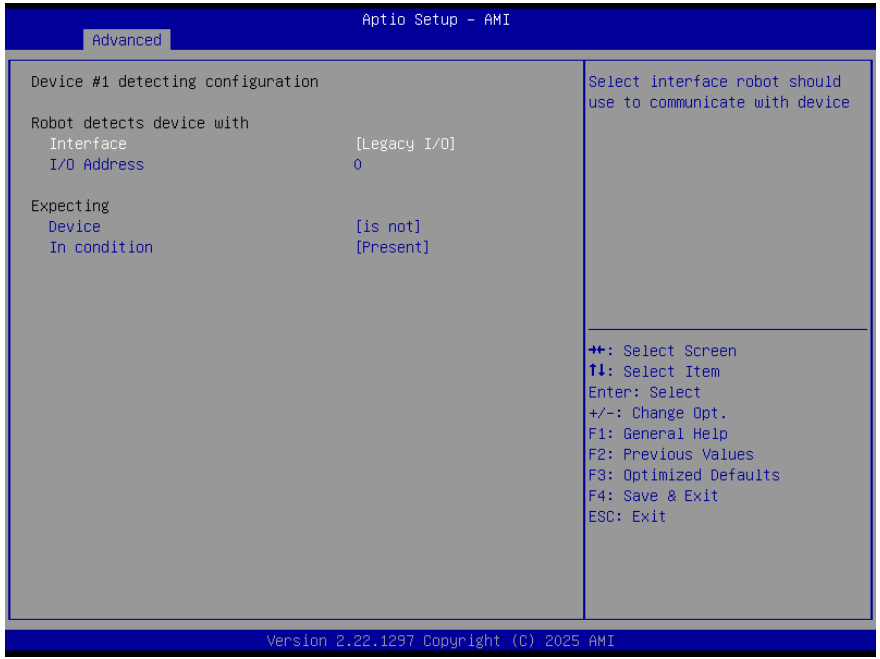 Aptio Setup – AMI
Advanced
Device #1 detecting configuration
Robot detects device with
Interface [Legacy I/O]
I/O Address 0
Expecting
Device [is not]
In condition [Present]
Select interface robot should
use to communicate with device
→←: Select Screen
↑↓: Select Item
Enter: Select
+/-: Change Opt.
F1: General Help
F2: Previous Values
F3: Optimized Defaults
F4: Save & Exit
ESC: Exit
Version 2.22.1297 Copyright (C) 2025 AMI